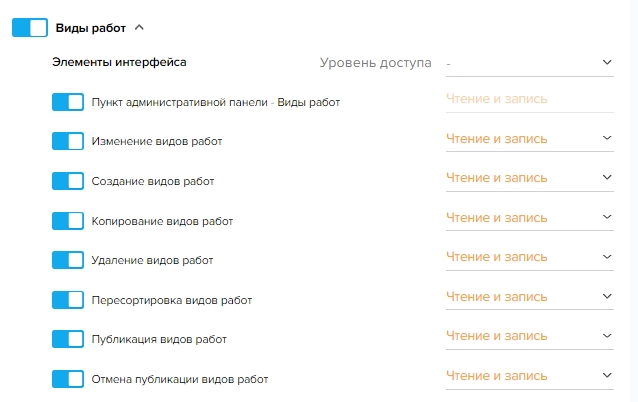 Виды работ
Элементы интерфейса Уровень доступа -
Пункт административной панели - Виды работ Чтение и запись
Изменение видов работ Чтение и запись
Создание видов работ Чтение и запись
Копирование видов работ Чтение и запись
Удаление видов работ Чтение и запись
Пересортировка видов работ Чтение и запись
Публикация видов работ Чтение и запись
Отмена публикации видов работ Чтение и запись